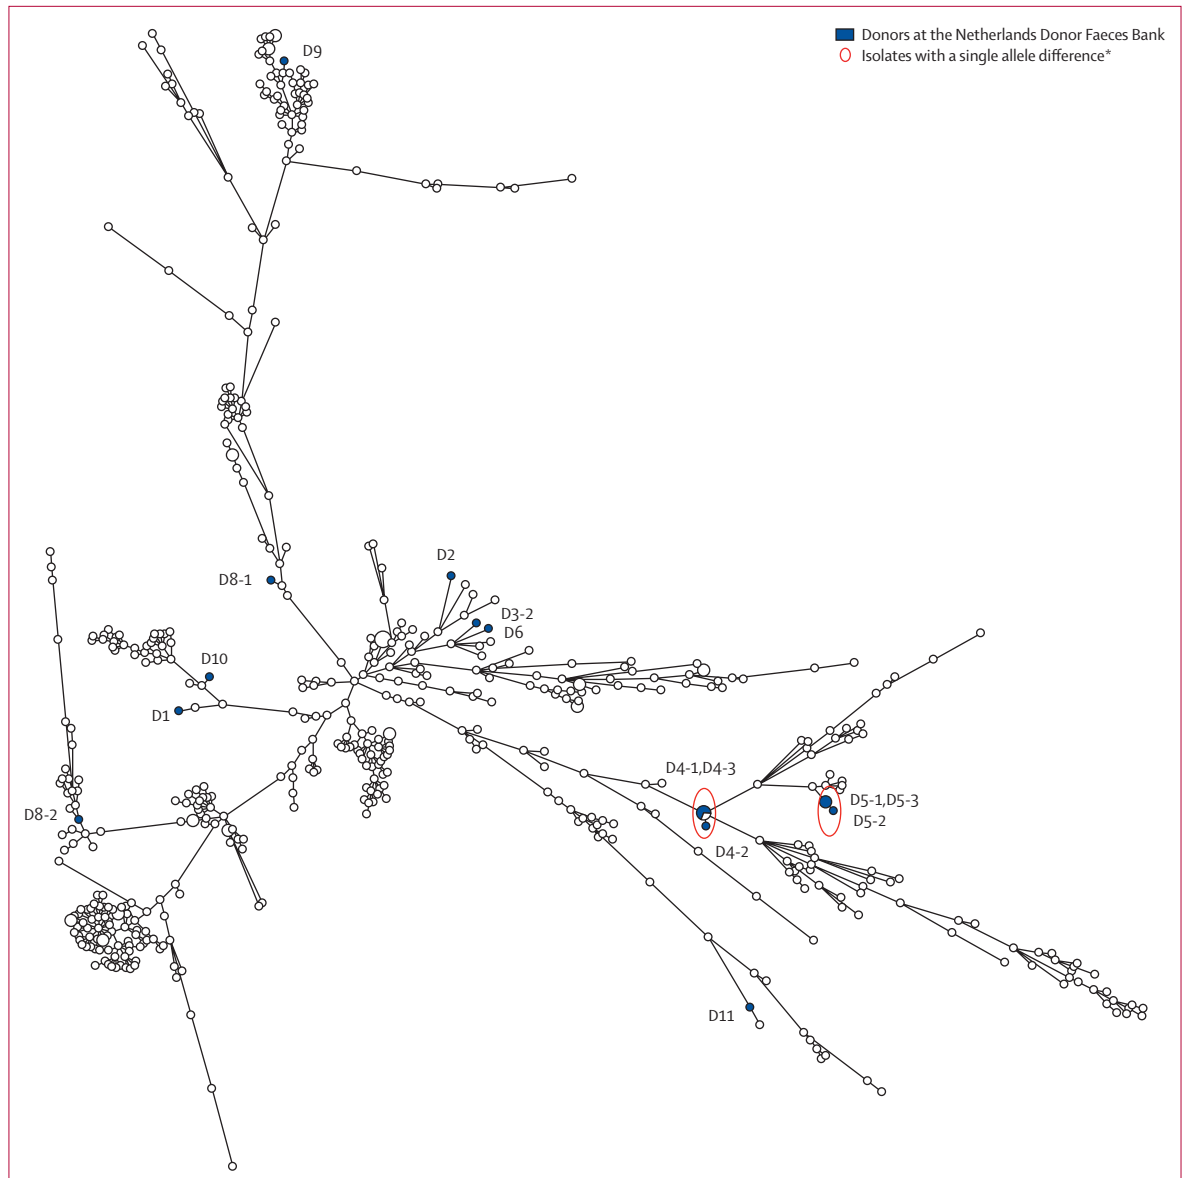 Donors at the Netherlands Donor Faeces Bank
Isolates with a single allele difference*
D9
D2
D8-1
D3-2
D6
D10
D1
D4-1,D4-3
D5-1,D5-3
D5-2
D8-2
D4-2
D11